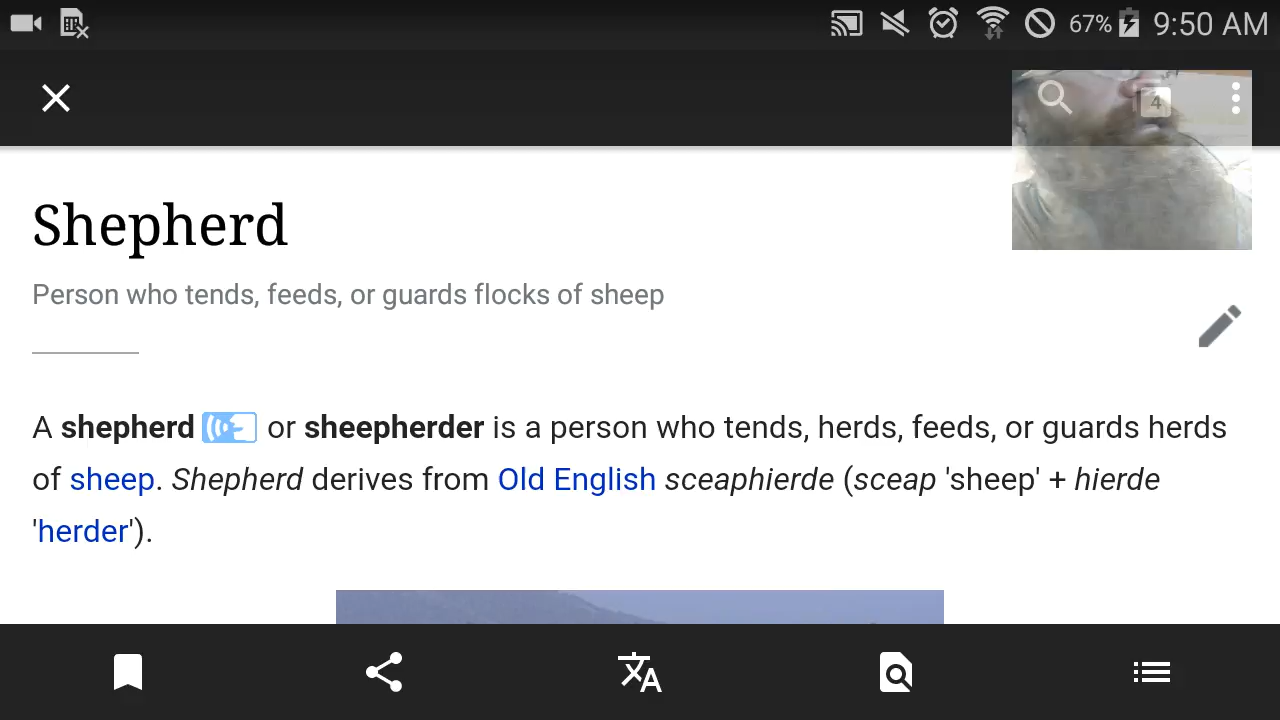 67% 9:50 AM
4
Shepherd
Person who tends, feeds, or guards flocks of sheep
A shepherd or sheepherder is a person who tends, herds, feeds, or guards herds
of sheep. Shepherd derives from Old English sceaphierde (sceap 'sheep' + hierde
'herder').